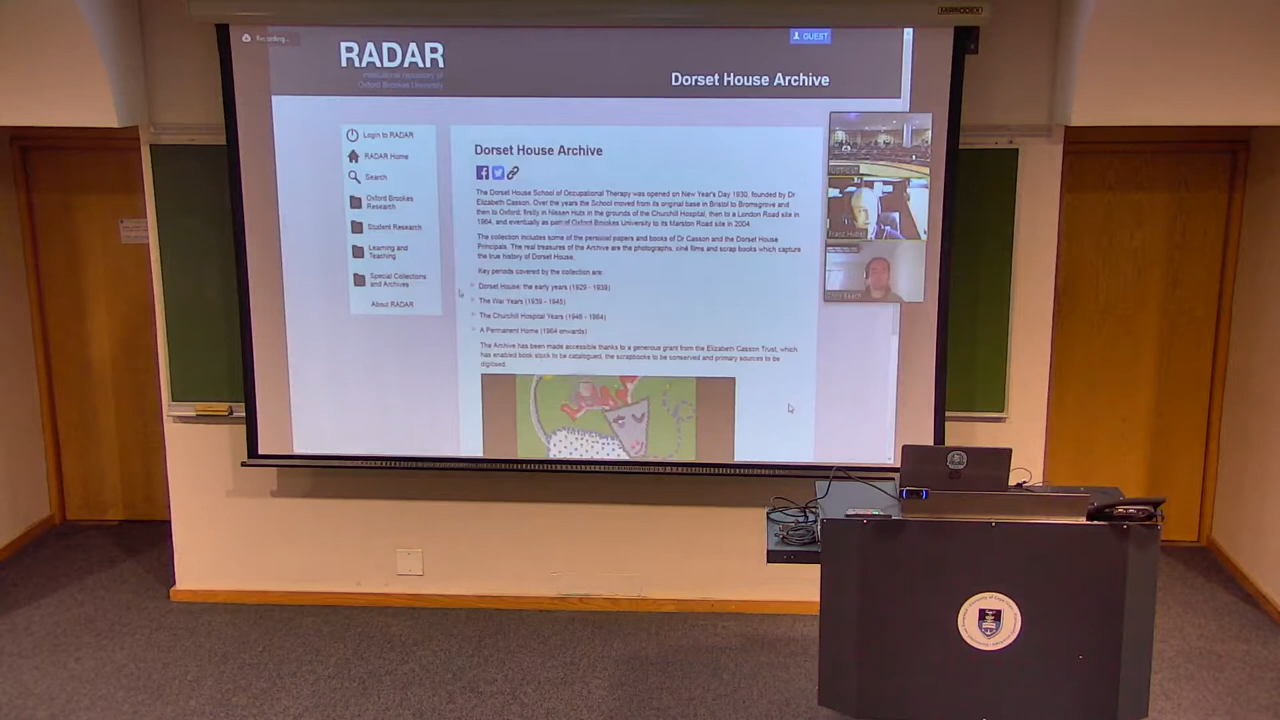 Recording...
RADAR
GUEST
Institutional repository of
Oxford Brookes University
Dorset House Archive
Login to RADAR
RADAR Home
Search
Oxford Brookes
Research
Student Research
Learning and
Teaching
Special Collections
and Archives
About RADAR
Dorset House Archive
The Dorset House School of Occupational Therapy was opened on New Year's Day 1930, founded by Dr
Elizabeth Casson. Over the years the School moved from its original base in Bristol to Bromsgrove and
then to Oxford; firstly in Nissen Huts in the grounds of the Churchill Hospital, then to a London Road site in
1964, and eventually as part of Oxford Brookes University to its Marston Road site in 2004.
The collection includes some of the personal papers and books of Dr Casson and the Dorset House
Principals. The real treasures of the Archive are the photographs, cine films and scrap books which capture
the true history of Dorset House.
Key periods covered by the collection are:
Dorset House: the early years (1929 - 1939)
The War Years (1939 - 1945)
The Churchill Hospital Years (1946 - 1964)
A Permanent Home (1964 onwards)
The Archive has been made accessible thanks to a generous grant from the Elizabeth Casson Trust, which
has enabled book stock to be catalogued, the scrapbooks to be conserved and primary sources to be
digitised.